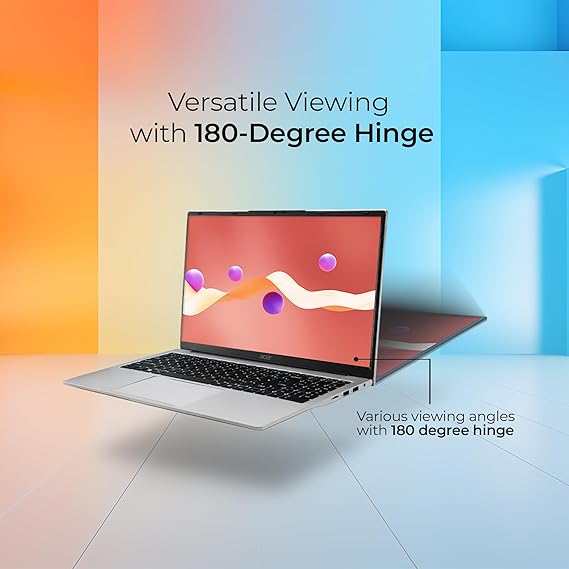 Versatile Viewing
with 180-Degree Hinge
acer
Various viewing angles
with 180 degree hinge